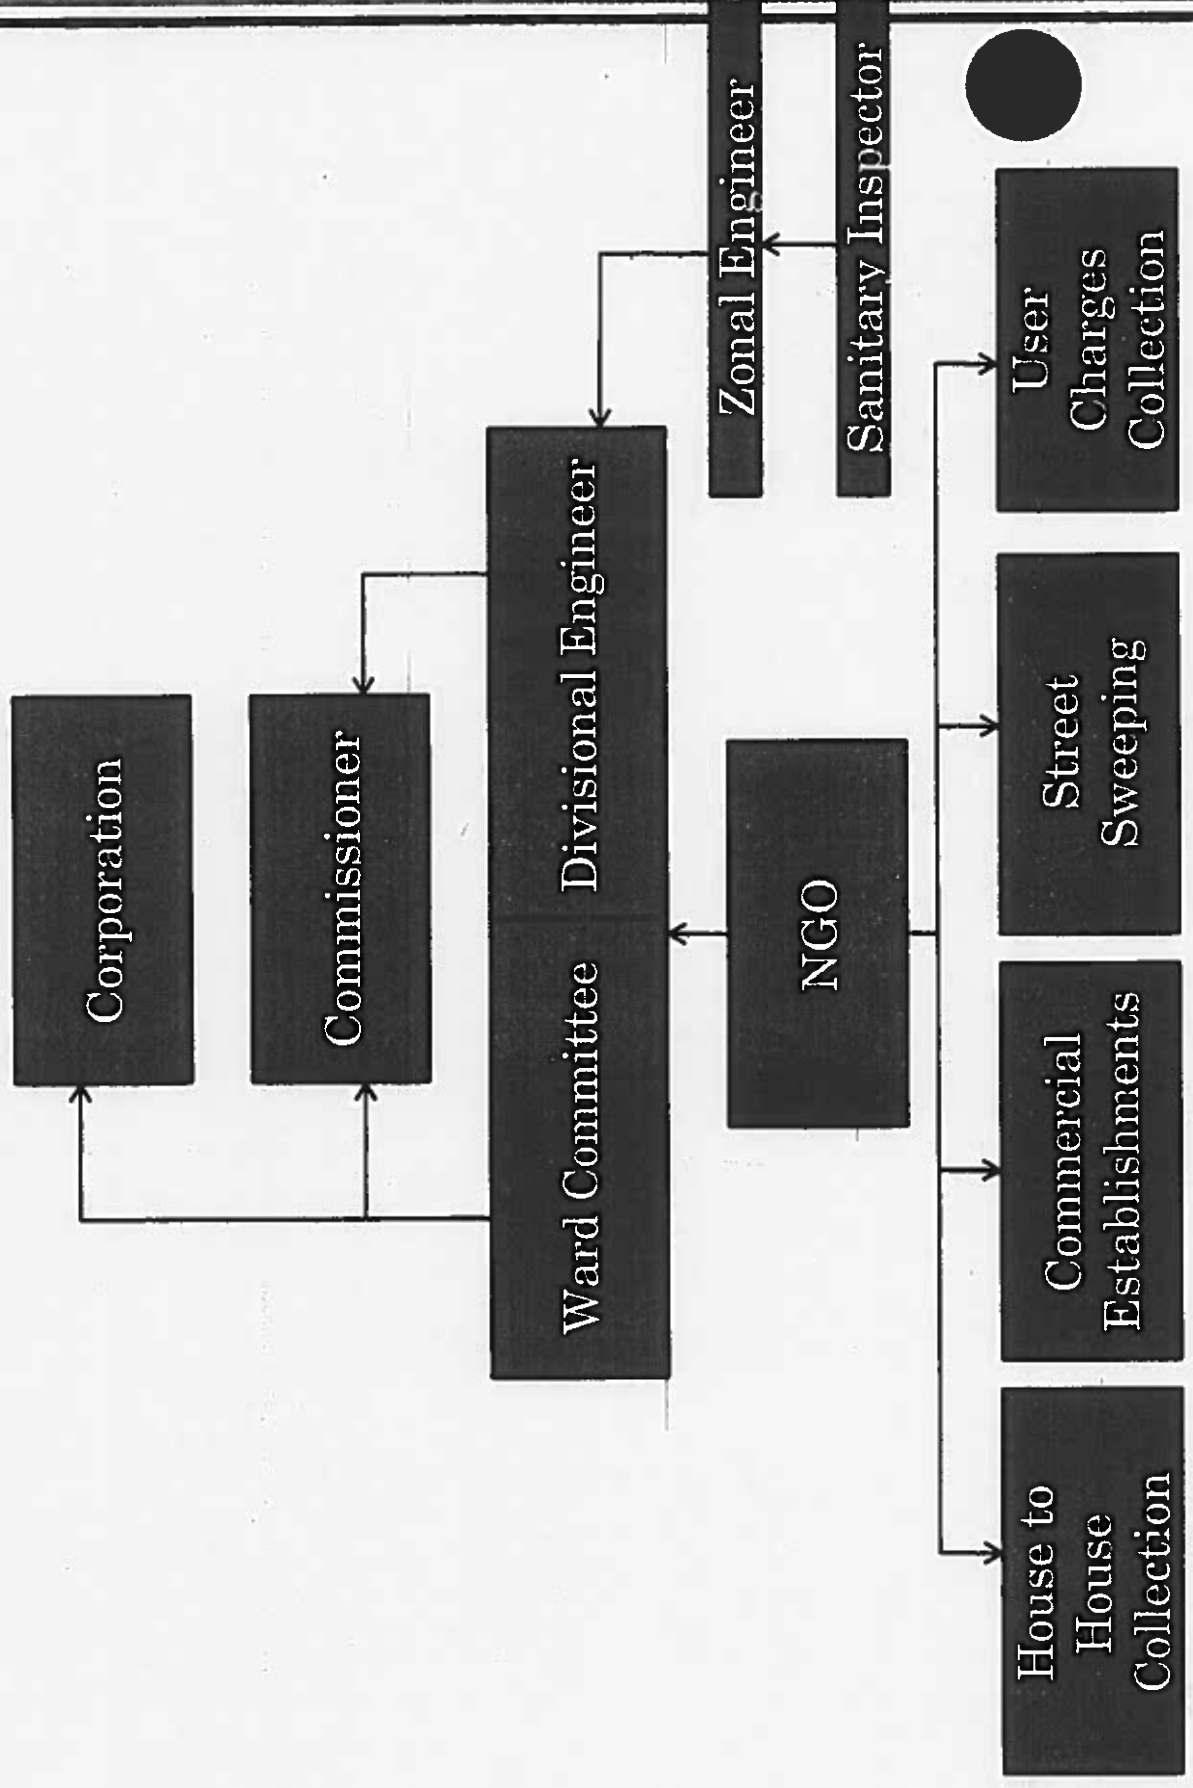 Corporation
Commissioner
Ward Committee
Divisional Engineer
NGO
Zonal Engineer
Sanitary Inspector
House to
House
Collection
Commercial
Establishments
Street
Sweeping
User
Charges
Collection